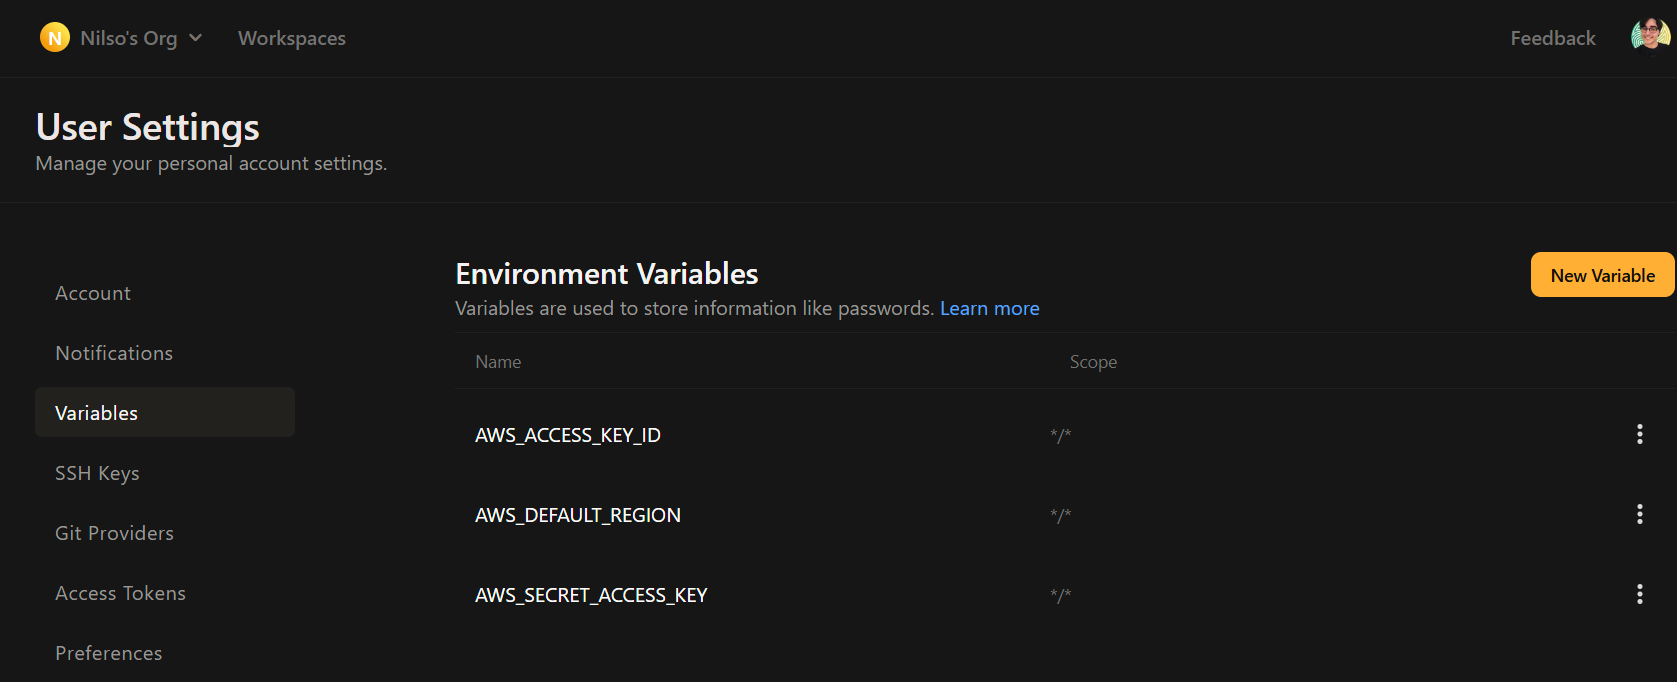 N Nilso's Org Workspaces Feedback
User Settings
Manage your personal account settings.
Account
Notifications
Variables
SSH Keys
Git Providers
Access Tokens
Preferences
Environment Variables
New Variable
Variables are used to store information like passwords. Learn more
Name Scope
AWS_ACCESS_KEY_ID */*
AWS_DEFAULT_REGION */*
AWS_SECRET_ACCESS_KEY */*